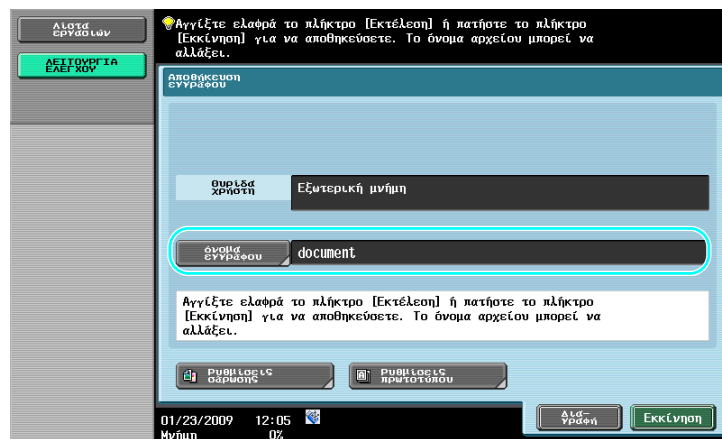 Λίστα
εργασιών
Αγγίξτε ελαφρά το πλήκτρο [Εκτέλεση] ή πατήστε το πλήκτρο
[Εκκίνηση] για να αποθηκεύσετε. Το όνομα αρχείου μπορεί να
αλλάξει.
ΛΕΙΤΟΥΡΓΙΑ
ΕΛΕΓΧΟΥ
Αποθήκευση
εγγράφου
θυρίδα
χρήστη
Εξωτερική μνήμη
όνομα
εγγράφου
document
Αγγίξτε ελαφρά το πλήκτρο [Εκτέλεση] ή πατήστε το πλήκτρο
[Εκκίνηση] για να αποθηκεύσετε. Το όνομα αρχείου μπορεί να
αλλάξει.
Ρυθμίσεις
σάρωσης
Ρυθμίσεις
πρωτοτύπου
01/23/2009 12:05
Μνήμη 0%
Δια-
γραφή
Εκκίνηση